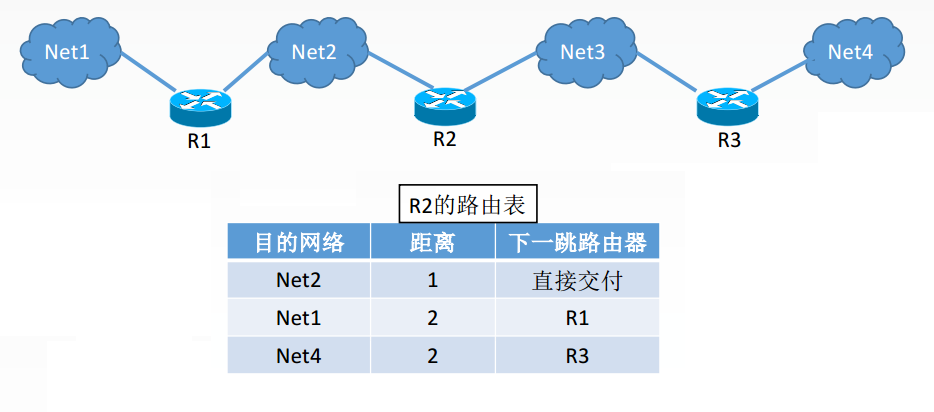 Net1 Net2 Net3 Net4
R1 R2 R3
R2的路由表
目的网络 距离 下一跳路由器
Net2 1 直接交付
Net1 2 R1
Net4 2 R3